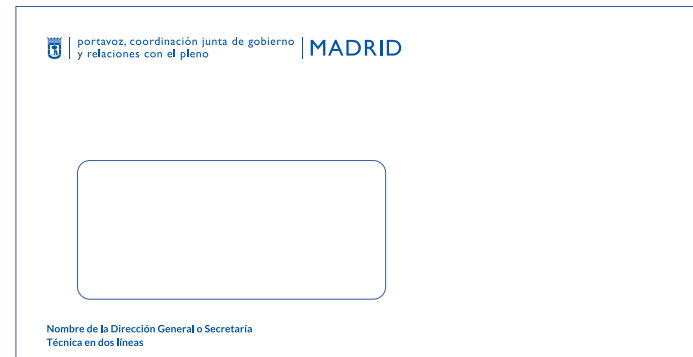 portavoz, coordinación junta de gobierno
y relaciones con el pleno
MADRID
Nombre de la Dirección General o Secretaría
Técnica en dos líneas